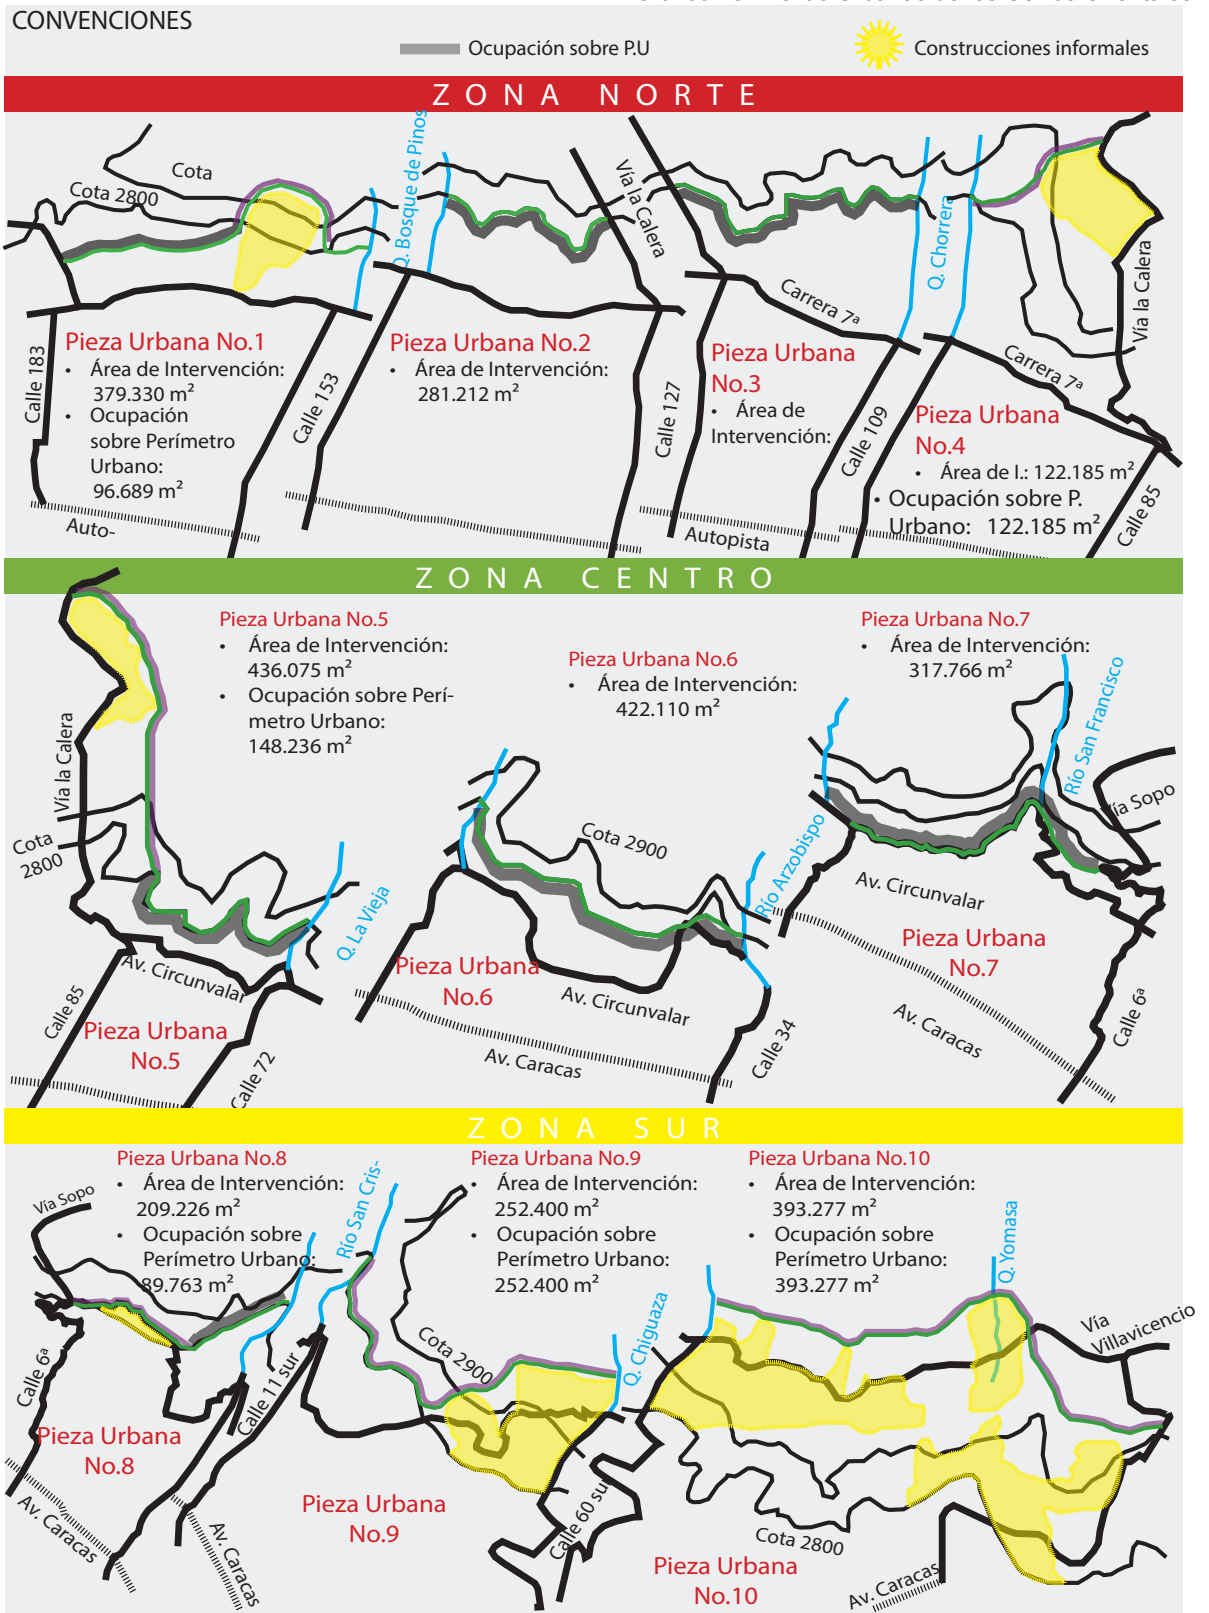 CONVENCIONES
Ocupación sobre P.U
Construcciones informales
ZONA NORTE
Cota
Cota 2800
Q. Bosque de Pinos
Vía la Calera
Q. Chorrera
Vía la Calera
Carrera 7ª
Carrera 7ª
Calle 183
Pieza Urbana No.1
• Área de Intervención:
379.330 m²
• Ocupación
sobre Perímetro
Urbano:
96.689 m²
Calle 153
Pieza Urbana No.2
• Área de Intervención:
281.212 m²
Calle 127
Pieza Urbana
No.3
• Área de
Intervención:
Calle 109
Pieza Urbana
No.4
• Área de I.: 122.185 m²
• Ocupación sobre P.
Urbano: 122.185 m²
Calle 85
Auto-
Autopista
ZONA CENTRO
Pieza Urbana No.5
• Área de Intervención:
436.075 m²
• Ocupación sobre Perí-
metro Urbano:
148.236 m²
Pieza Urbana No.6
• Área de Intervención:
422.110 m²
Pieza Urbana No.7
• Área de Intervención:
317.766 m²
Vía la Calera
Cota
2800
Q. La Vieja
Cota 2900
Río Arzobispo
Río San Francisco
Vía Sopo
Av. Circunvalar
Av. Circunvalar
Av. Circunvalar
Calle 85
Pieza Urbana
No.5
Calle 72
Pieza Urbana
No.6
Av. Caracas
Calle 34
Pieza Urbana
No.7
Av. Caracas
Calle 6ª
ZONA SUR
Pieza Urbana No.8
• Área de Intervención:
209.226 m²
• Ocupación sobre
Perímetro Urbano:
89.763 m²
Pieza Urbana No.9
• Área de Intervención:
252.400 m²
• Ocupación sobre
Perímetro Urbano:
252.400 m²
Pieza Urbana No.10
• Área de Intervención:
393.277 m²
• Ocupación sobre
Perímetro Urbano:
393.277 m²
Vía Sopo
Río San Cris-
Q. Chiguaza
Q. Yomasa
Vía
Villavicencio
Cota 2900
Calle 6ª
Calle 11 sur
Pieza Urbana
No.8
Av. Caracas
Av. Caracas
Pieza Urbana
No.9
Calle 60 sur
Cota 2800
Pieza Urbana
No.10
Av. Caracas